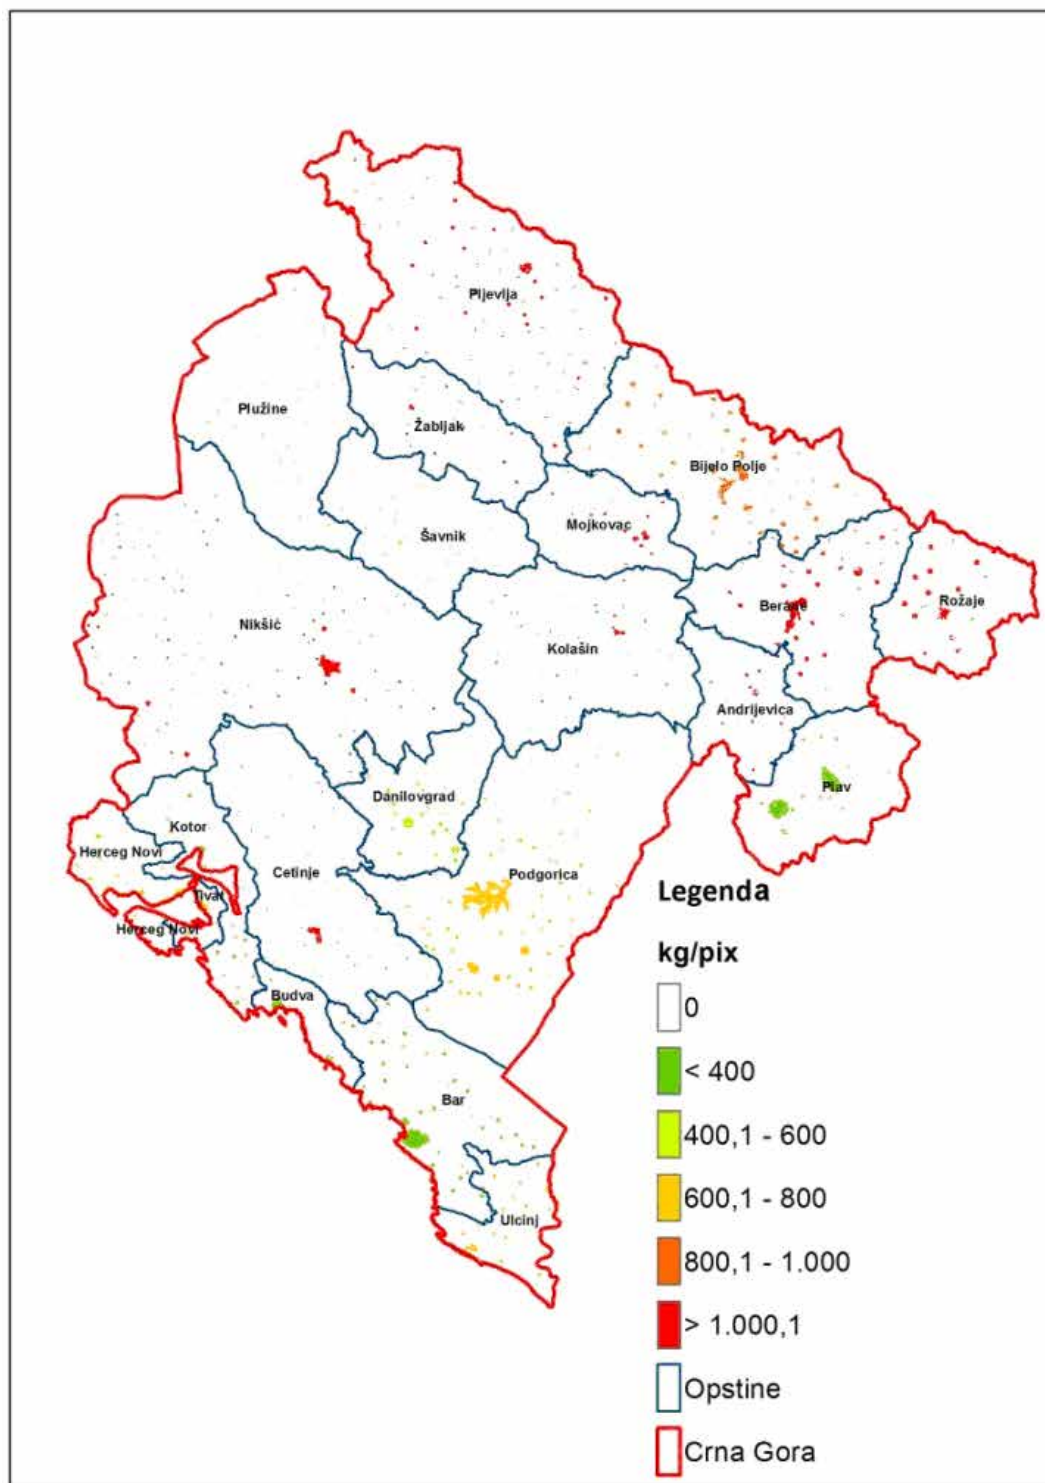 Pljevlja
Plužine
Žabljak
Bijelo Polje
Šavnik
Mojkovac
Nikšić
Berane
Rožaje
Kolašin
Andrijevica
Danilovgrad
Plav
Kotor
Herceg Novi
Cetinje
Podgorica
Tivat
Herceg Novi
Budva
Bar
Ulcinj
Legenda
kg/pix
0
< 400
400,1 - 600
600,1 - 800
800,1 - 1.000
> 1.000,1
Opstine
Crna Gora